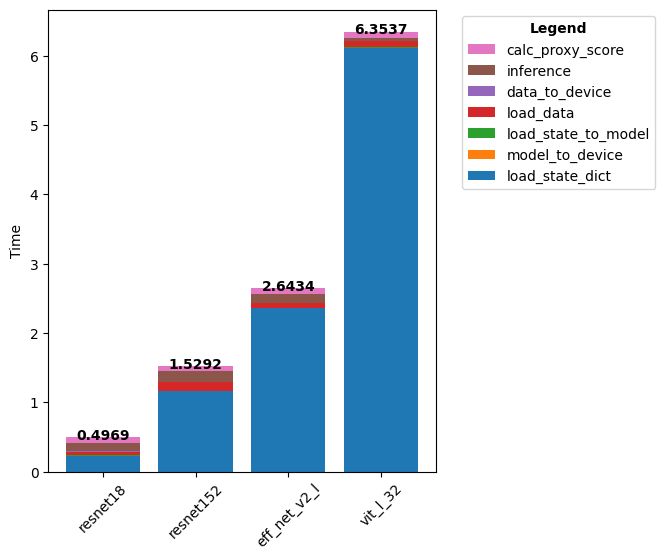 6.3537
2.6434
1.5292
0.4969
Time
0
1
2
3
4
5
6
resnet18
resnet152
eff_net_v2_l
vit_l_32
Legend
calc_proxy_score
inference
data_to_device
load_data
load_state_to_model
model_to_device
load_state_dict